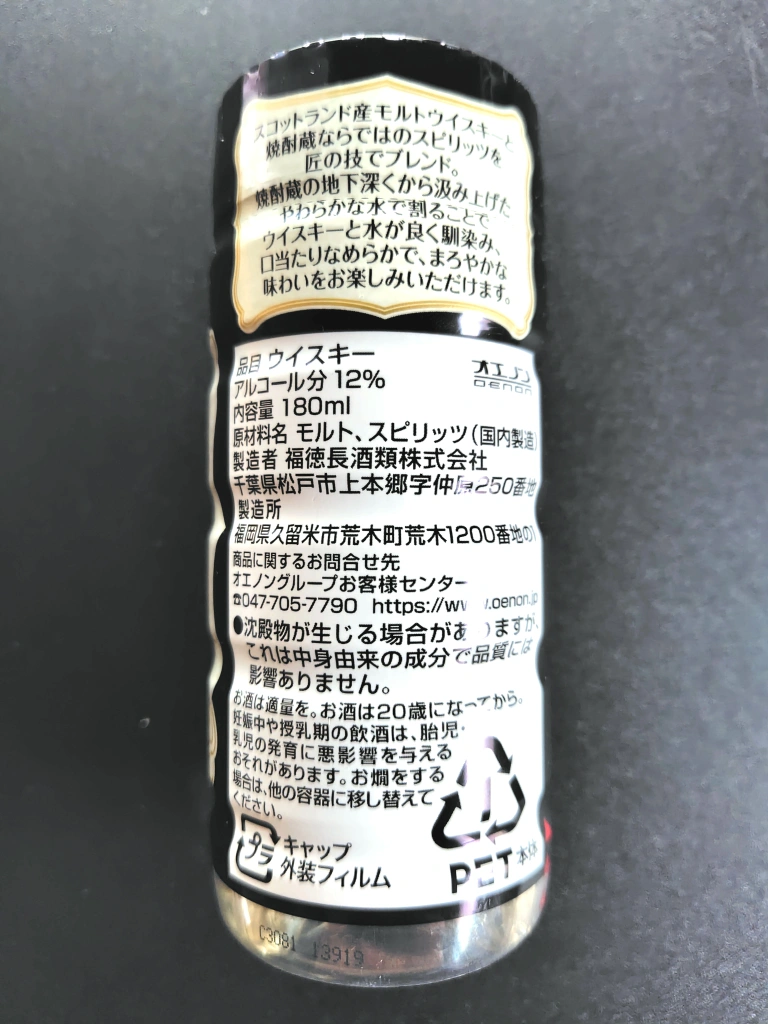 スコットランド産モルトウイスキーと
焼酎蔵ならではのスピリッツを
匠の技でブレンド。
焼酎蔵の地下深くから汲み上げた
やわらかな水で割ることで
ウイスキーと水が良く馴染み、
口当たりなめらかで、まろやかな
味わいをお楽しみいただけます。
オエノン
OENON
品目 ウイスキー
アルコール分 12%
内容量 180ml
原材料名 モルト、スピリッツ(国内製造)
製造者 福徳長酒類株式会社
千葉県松戸市上本郷字仲原250番地
製造所
福岡県久留米市荒木町荒木1200番地の1
商品に関するお問合せ先
オエノングループお客様センター
☎047-705-7790 https://www.oenon.jp
●沈殿物が生じる場合がありますが、
これは中身由来の成分で品質には
影響ありません。
お酒は適量を。お酒は20歳になってから。
妊娠中や授乳期の飲酒は、胎児・
乳児の発育に悪影響を与える
おそれがあります。お燗をする
場合は、他の容器に移し替えて
ください。
プラ
キャップ
外装フィルム
1
PET 本体
C3081 13919